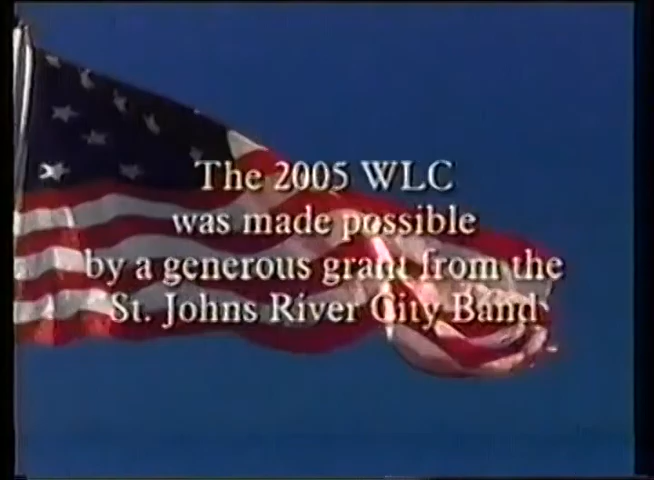 The 2005 WLC
was made possible
by a generous grant from the
St. Johns River City Band